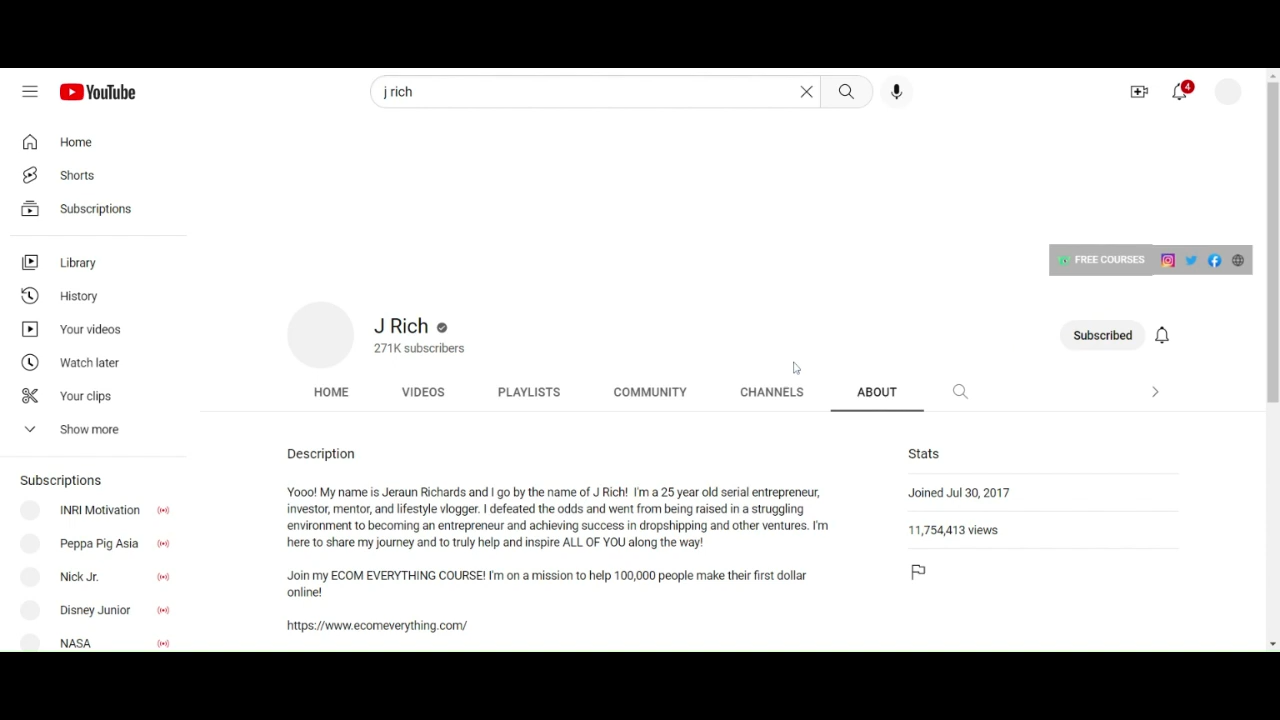 YouTube
j rich
4
Home
Shorts
Subscriptions
Library
History
Your videos
Watch later
Your clips
Show more
Subscriptions
INRI Motivation
Peppa Pig Asia
Nick Jr.
Disney Junior
NASA
FREE COURSES
J Rich
271K subscribers
Subscribed
HOME VIDEOS PLAYLISTS COMMUNITY CHANNELS ABOUT
Description
Yooo! My name is Jeraun Richards and I go by the name of J Rich! I'm a 25 year old serial entrepreneur,
investor, mentor, and lifestyle vlogger. I defeated the odds and went from being raised in a struggling
environment to becoming an entrepreneur and achieving success in dropshipping and other ventures. I'm
here to share my journey and to truly help and inspire ALL OF YOU along the way!
Join my ECOM EVERYTHING COURSE! I'm on a mission to help 100,000 people make their first dollar
online!
https://www.ecomeverything.com/
Stats
Joined Jul 30, 2017
11,754,413 views